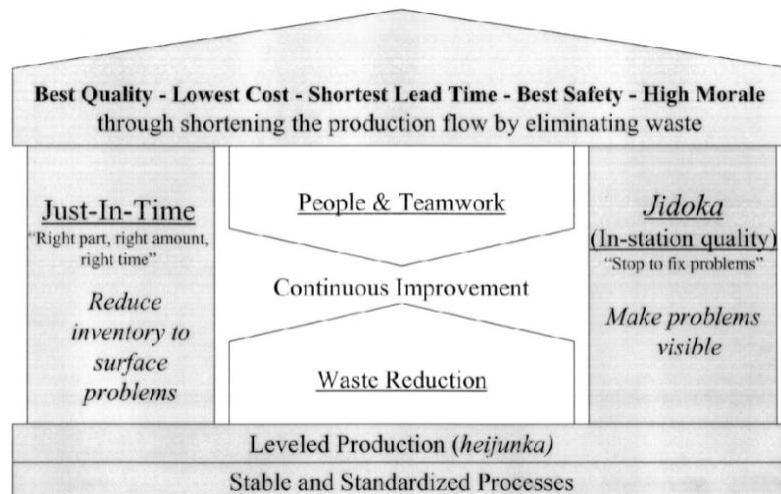 Best Quality - Lowest Cost - Shortest Lead Time - Best Safety - High Morale
through shortening the production flow by eliminating waste
Just-In-Time
“Right part, right amount,
right time”
Reduce
inventory to
surface
problems
People & Teamwork
Continuous Improvement
Waste Reduction
Jidoka
(In-station quality)
“Stop to fix problems”
Make problems
visible
Leveled Production (heijunka)
Stable and Standardized Processes